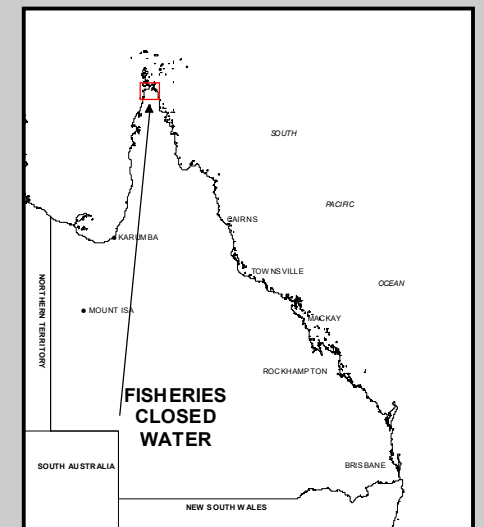 SOUTH
PACIFIC
CAIRNS
KARUMBA
TOWNSVILLE
OCEAN
NORTHERN TERRITORY
MOUNT ISA
MACKAY
ROCKHAMPTON
FISHERIES
CLOSED
WATER
SOUTH AUSTRALIA
BRISBANE
NEW SOUTH WALES